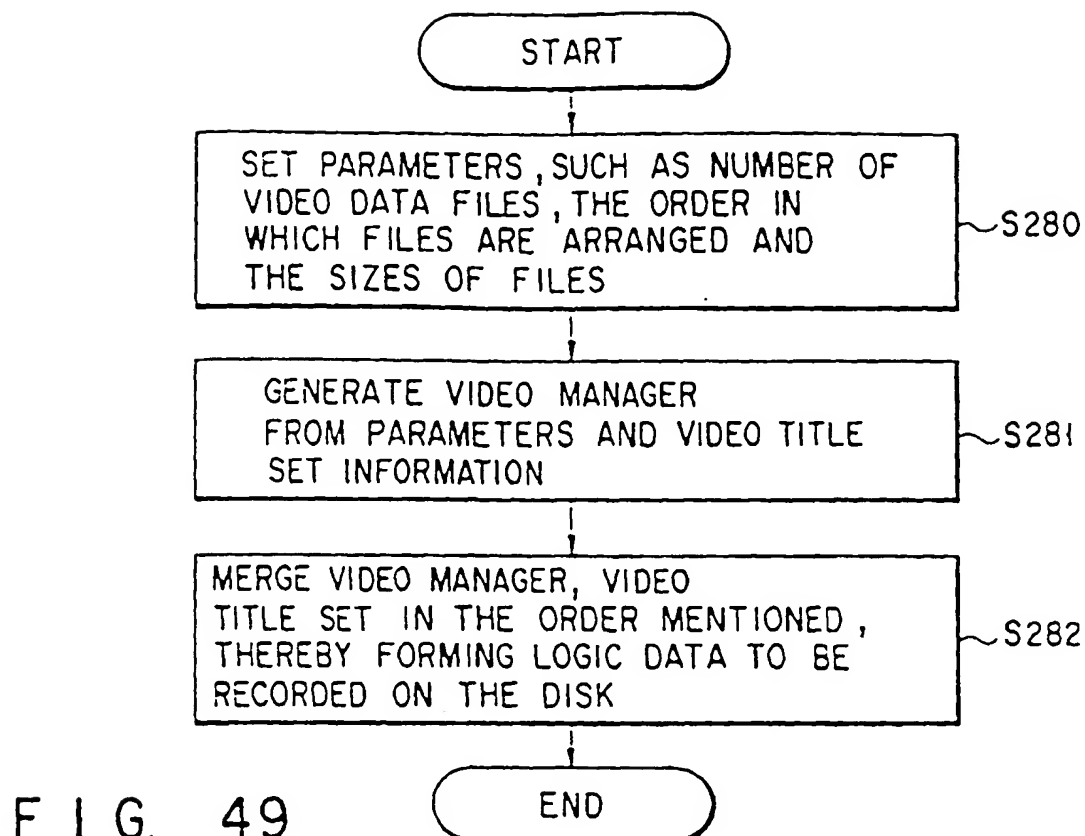 START
SET PARAMETERS, SUCH AS NUMBER OF
VIDEO DATA FILES, THE ORDER IN
WHICH FILES ARE ARRANGED AND
THE SIZES OF FILES
S280
GENERATE VIDEO MANAGER
FROM PARAMETERS AND VIDEO TITLE
SET INFORMATION
S281
MERGE VIDEO MANAGER, VIDEO
TITLE SET IN THE ORDER MENTIONED,
THEREBY FORMING LOGIC DATA TO BE
RECORDED ON THE DISK
S282
END
FIG. 49